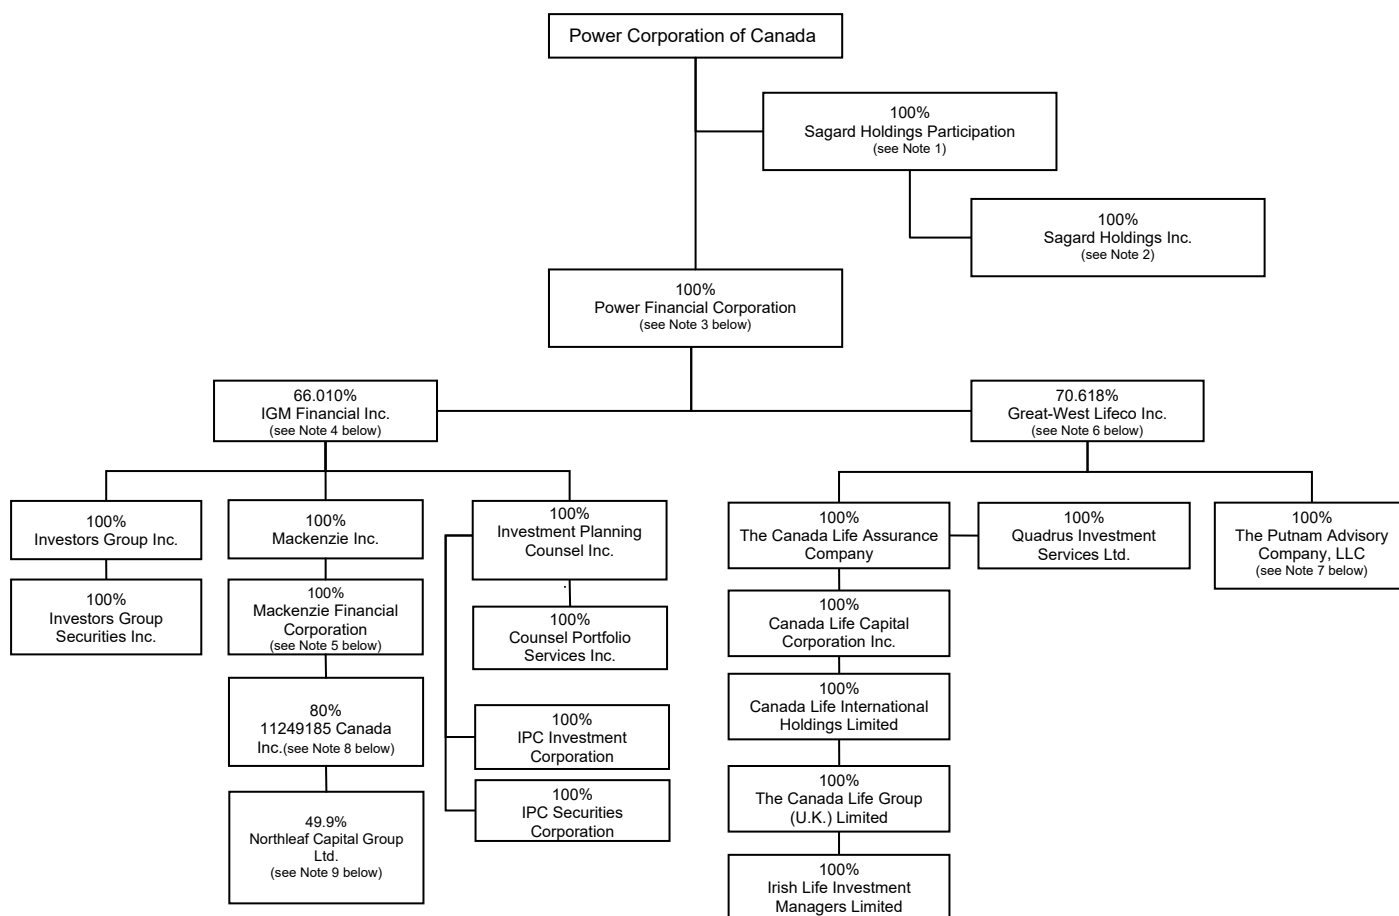 Power Corporation of Canada
100%
Sagard Holdings Participation
(see Note 1)
100%
Sagard Holdings Inc.
(see Note 2)
100%
Power Financial Corporation
(see Note 3 below)
66.010%
IGM Financial Inc.
(see Note 4 below)
70.618%
Great-West Lifeco Inc.
(see Note 6 below)
100%
Investors Group Inc.
100%
Investors Group
Securities Inc.
100%
Mackenzie Inc.
100%
Mackenzie Financial
Corporation
(see Note 5 below)
80%
11249185 Canada
Inc.(see Note 8 below)
49.9%
Northleaf Capital Group
Ltd.
(see Note 9 below)
100%
Investment Planning
Counsel Inc.
100%
Counsel Portfolio
Services Inc.
100%
IPC Investment
Corporation
100%
IPC Securities
Corporation
100%
The Canada Life Assurance
Company
100%
Quadrus Investment
Services Ltd.
100%
The Putnam Advisory
Company, LLC
(see Note 7 below)
100%
Canada Life Capital
Corporation Inc.
100%
Canada Life International
Holdings Limited
100%
The Canada Life Group
(U.K.) Limited
100%
Irish Life Investment
Managers Limited